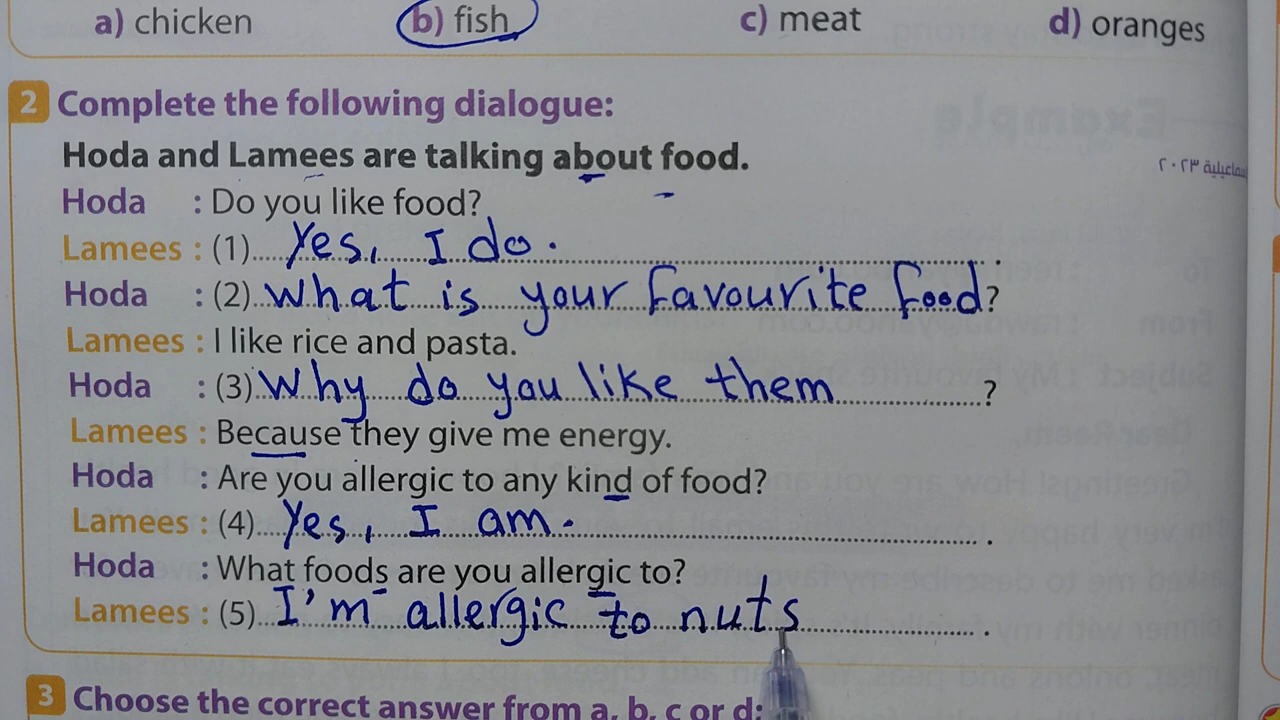 a) chicken b) fish c) meat d) oranges
2 Complete the following dialogue:
Hoda and Lamees are talking about food.
Hoda : Do you like food?
Lamees : (1) Yes, I do.
Hoda : (2) What is your favourite food?
Lamees : I like rice and pasta.
Hoda : (3) Why do you like them ?
Lamees : Because they give me energy.
Hoda : Are you allergic to any kind of food?
Lamees : (4) Yes, I am.
Hoda : What foods are you allergic to?
Lamees : (5) I'm allergic to nuts .
3 Choose the correct answer from a, b, c or d:
٢٠٢٣